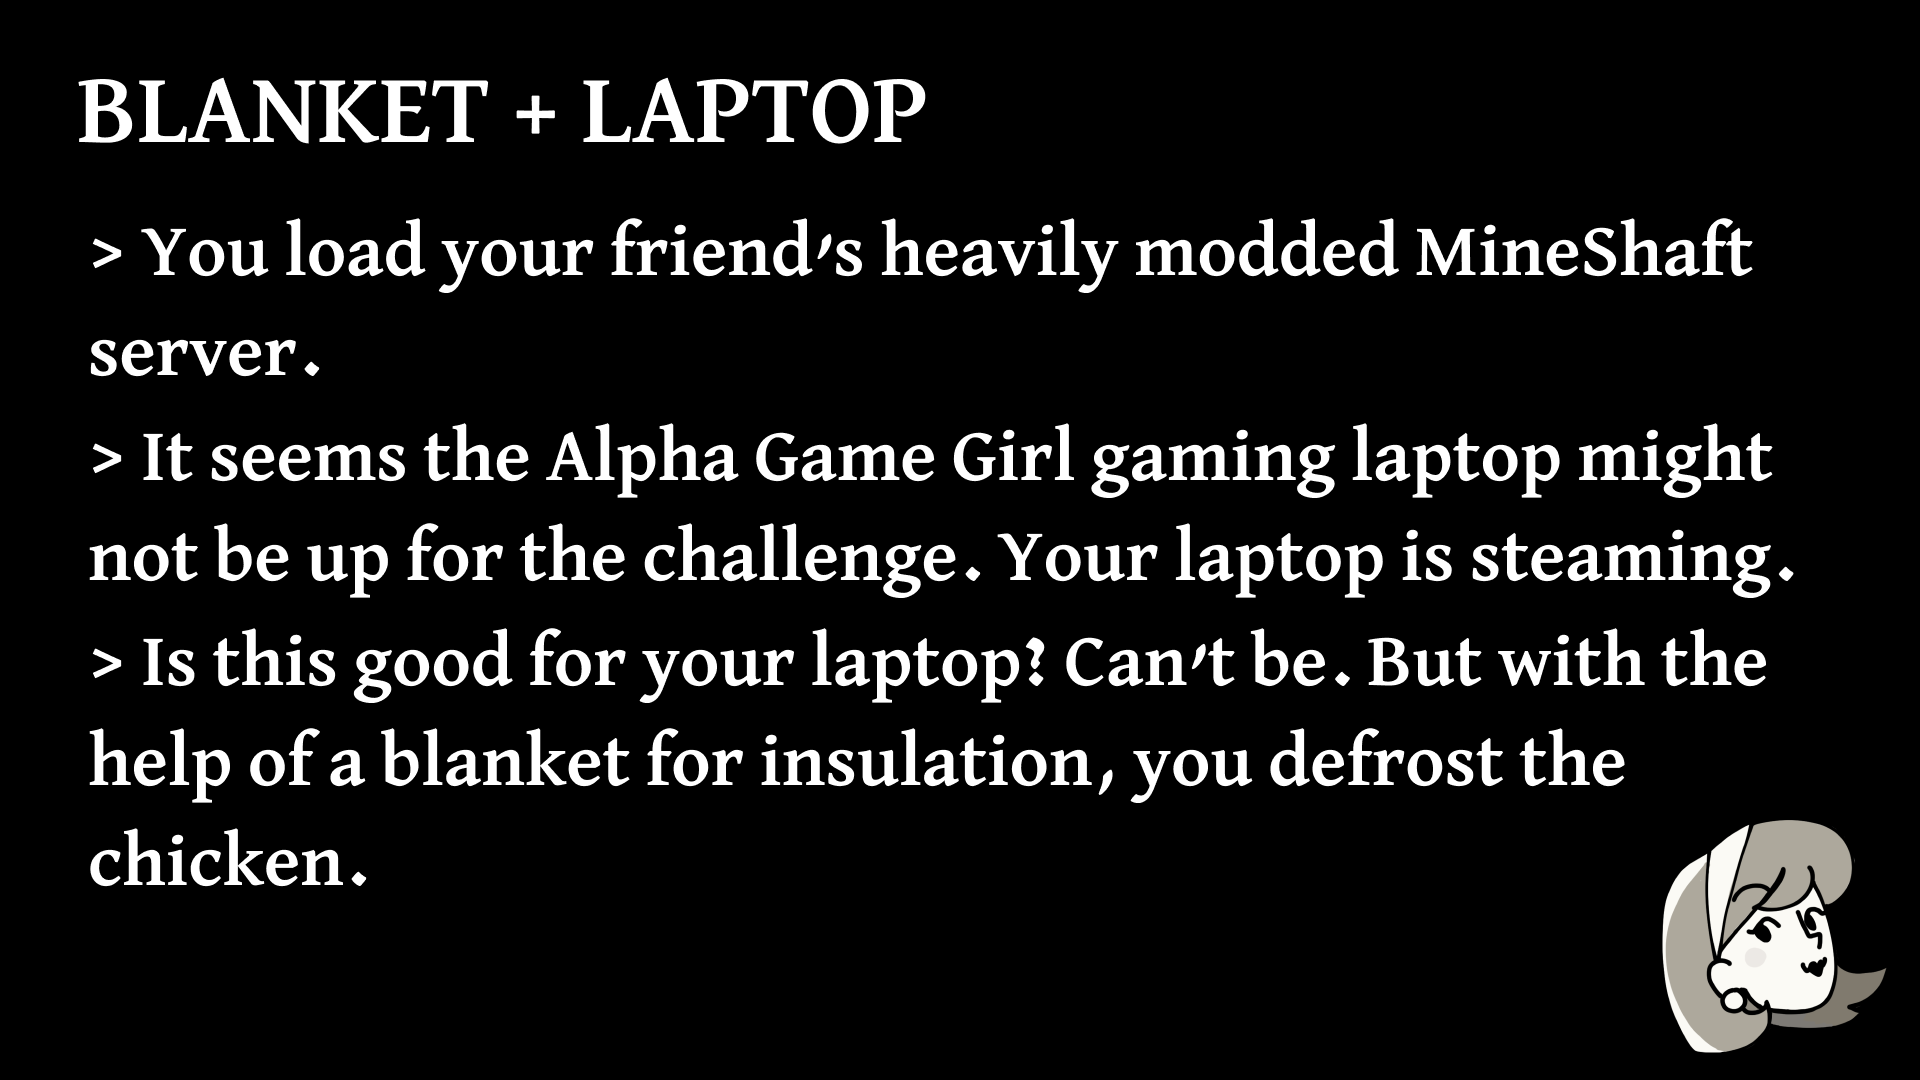 BLANKET + LAPTOP
> You load your friend's heavily modded MineShaft
server.
> It seems the Alpha Game Girl gaming laptop might
not be up for the challenge. Your laptop is steaming.
> Is this good for your laptop? Can't be. But with the
help of a blanket for insulation, you defrost the
chicken.